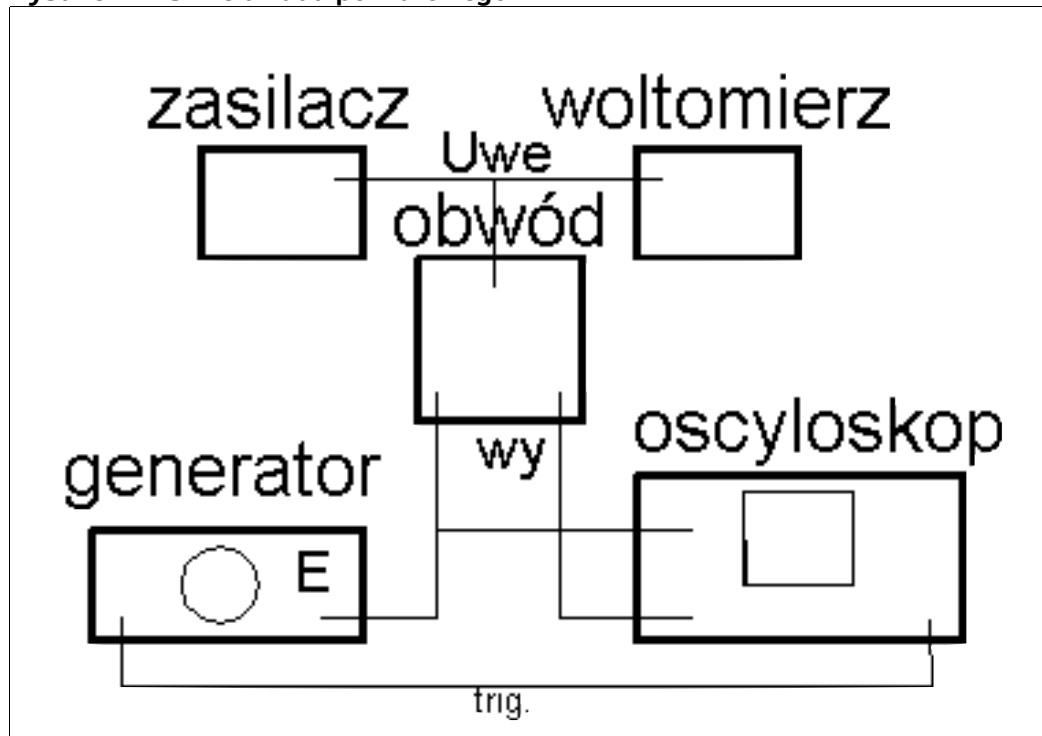 zasilacz
woltomierz
Uwe
obwód
wy
oscyloskop
generator
E
trig.